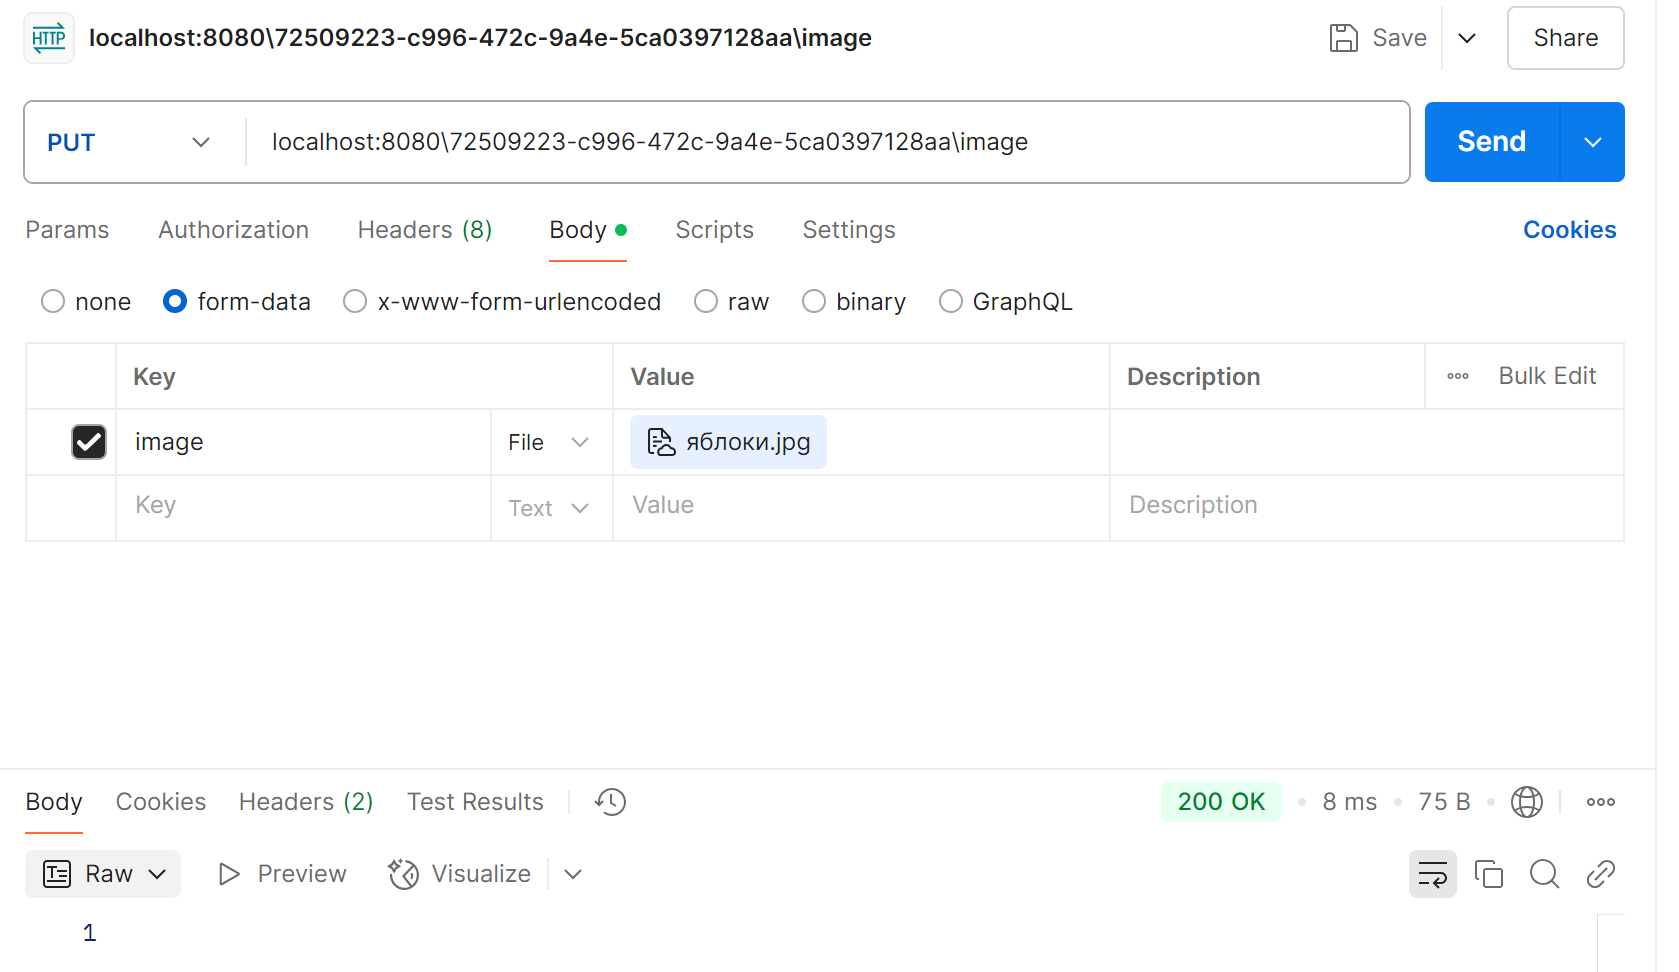 HTTP localhost:8080\72509223-c996-472c-9a4e-5ca0397128aa\image Save Share
PUT localhost:8080\72509223-c996-472c-9a4e-5ca0397128aa\image Send
Params Authorization Headers (8) Body Scripts Settings Cookies
none form-data x-www-form-urlencoded raw binary GraphQL
Key Value Description Bulk Edit
image File яблоки.jpg
Key Text Value Description
Body Cookies Headers (2) Test Results 200 OK 8 ms 75 B
Raw Preview Visualize
1